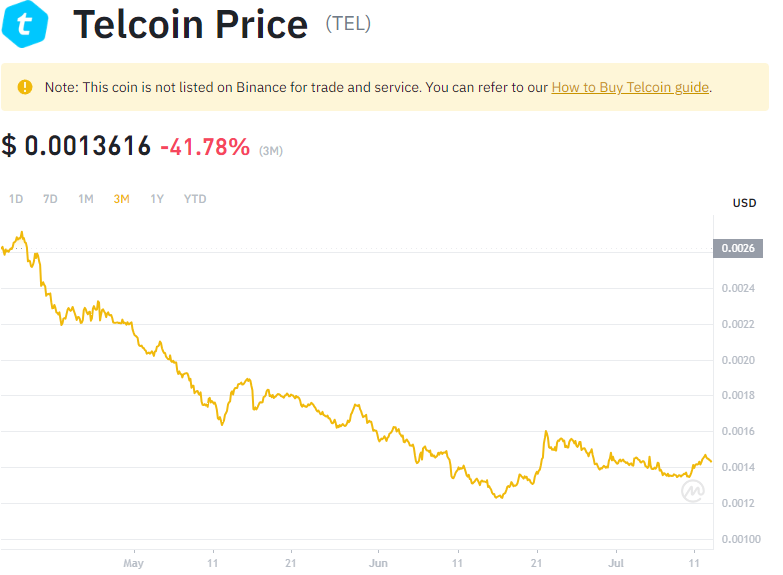 Telcoin Price (TEL)
Note: This coin is not listed on Binance for trade and service. You can refer to our How to Buy Telcoin guide.
$ 0.0013616 -41.78% (3M)
1D 7D 1M 3M 1Y YTD
USD
0.0026
0.0024
0.0022
0.0020
0.0018
0.0016
0.0014
0.0012
0.00100
May 11 21 Jun 11 21 Jul 11